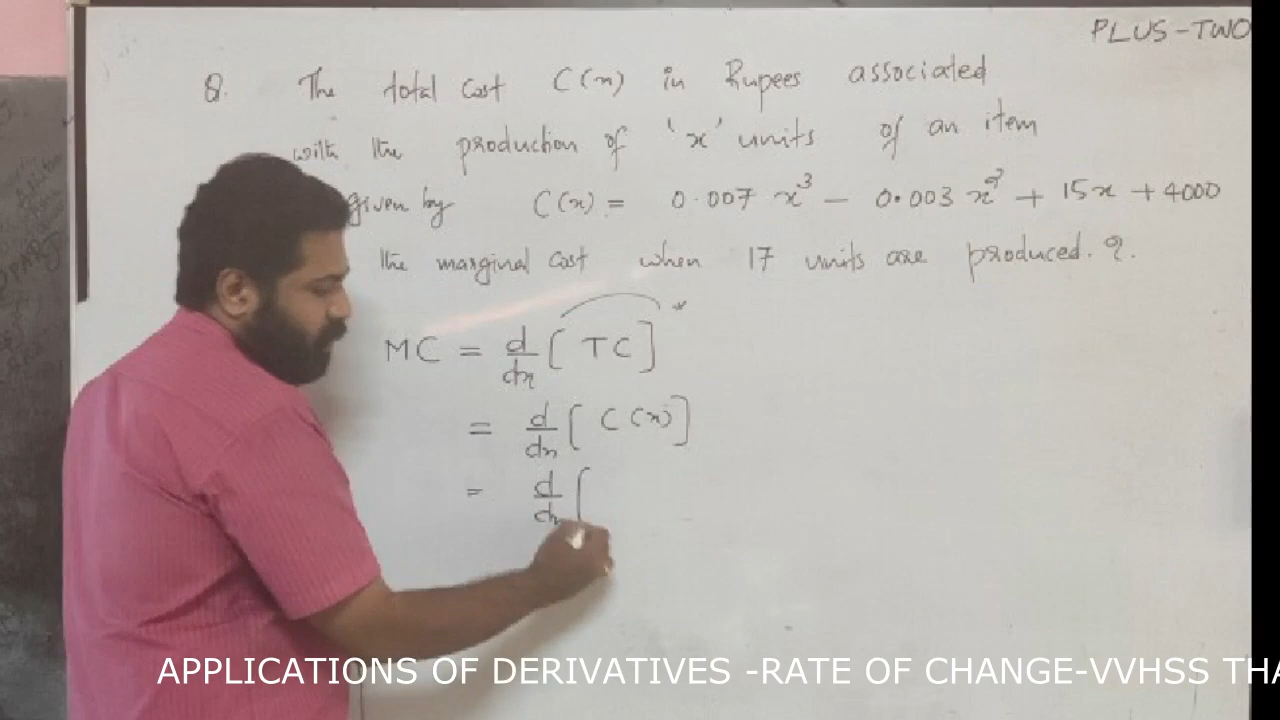 PLUS-TWO
Q. The total cost C(x) in Rupees associated
with the production of 'x' units of an item
given by C(x) = 0.007 x³ - 0.003 x² + 15x + 4000
the marginal cost when 17 units are produced. ?.
MC = d/dx [ TC ] *
= d/dx [ C(x) ]
= d/dx [
APPLICATIONS OF DERIVATIVES -RATE OF CHANGE-VVHSS THA